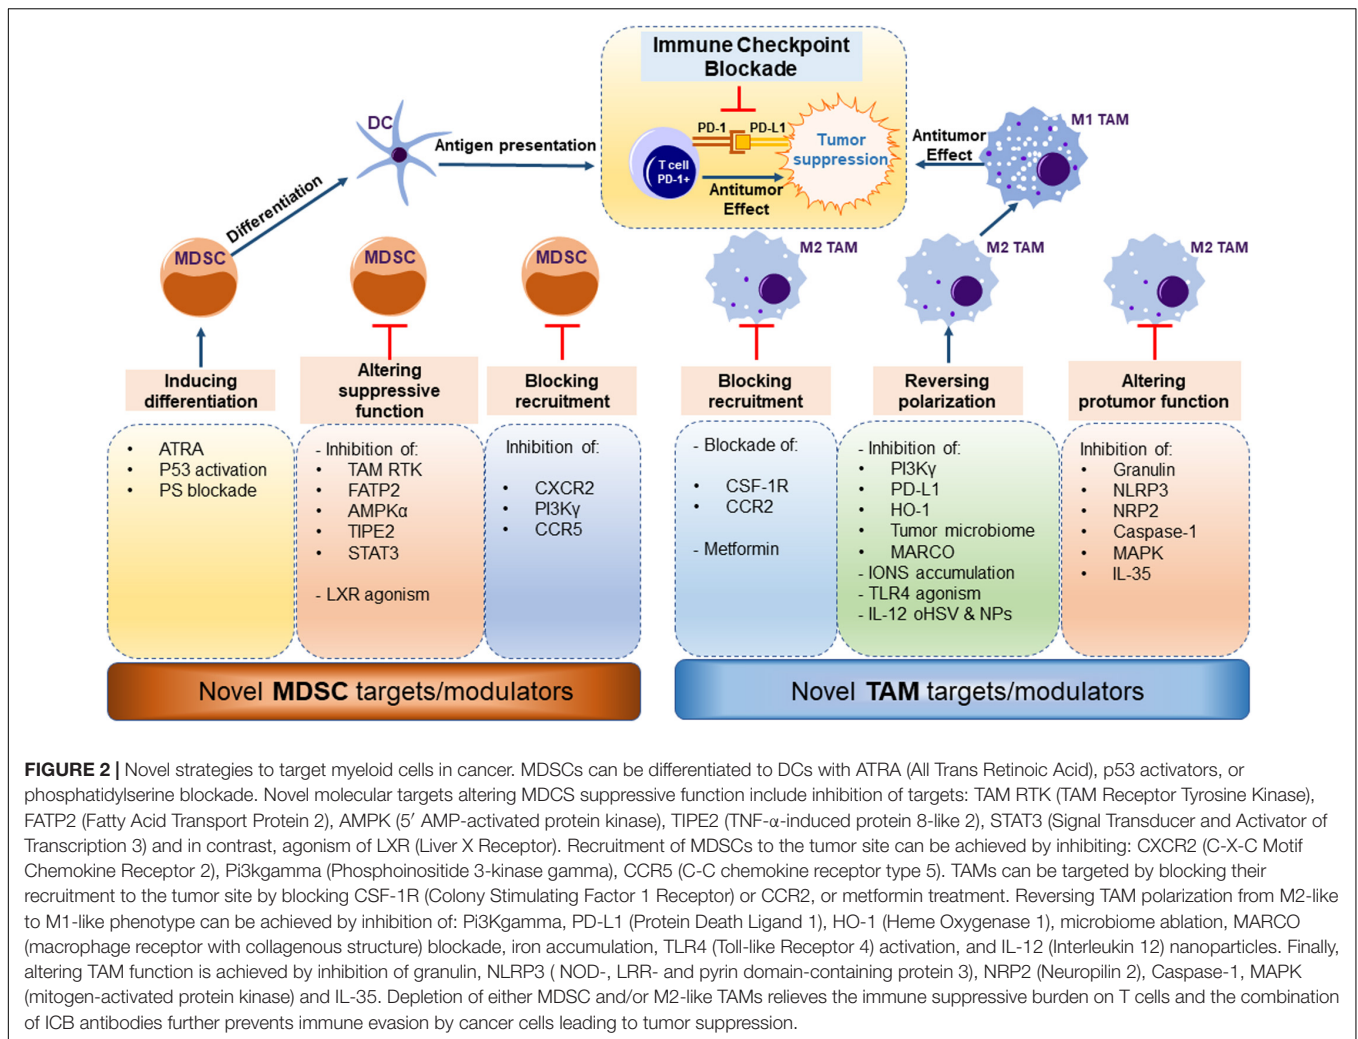 Immune Checkpoint
Blockade
DC
Antigen presentation
PD-1
PD-L1
T cell
PD-1+
Tumor
suppression
Antitumor
Effect
Antitumor
Effect
M1 TAM
Differentiation
MDSC
MDSC
MDSC
M2 TAM
M2 TAM
M2 TAM
Inducing
differentiation
Altering
suppressive
function
Blocking
recruitment
Blocking
recruitment
Reversing
polarization
Altering
protumor function
• ATRA
• P53 activation
• PS blockade
- Inhibition of:
• TAM RTK
• FATP2
• AMPKα
• TIPE2
• STAT3
- LXR agonism
Inhibition of:
• CXCR2
• PI3Kγ
• CCR5
- Blockade of:
• CSF-1R
• CCR2
- Metformin
- Inhibition of:
• PI3Kγ
• PD-L1
• HO-1
• Tumor microbiome
• MARCO
- IONS accumulation
- TLR4 agonism
- IL-12 oHSV & NPs
Inhibition of:
• Granulin
• NLRP3
• NRP2
• Caspase-1
• MAPK
• IL-35
Novel MDSC targets/modulators
Novel TAM targets/modulators
FIGURE 2 | Novel strategies to target myeloid cells in cancer. MDSCs can be differentiated to DCs with ATRA (All Trans Retinoic Acid), p53 activators, or
phosphatidylserine blockade. Novel molecular targets altering MDCS suppressive function include inhibition of targets: TAM RTK (TAM Receptor Tyrosine Kinase),
FATP2 (Fatty Acid Transport Protein 2), AMPK (5′ AMP-activated protein kinase), TIPE2 (TNF-α-induced protein 8-like 2), STAT3 (Signal Transducer and Activator of
Transcription 3) and in contrast, agonism of LXR (Liver X Receptor). Recruitment of MDSCs to the tumor site can be achieved by inhibiting: CXCR2 (C-X-C Motif
Chemokine Receptor 2), Pi3kgamma (Phosphoinositide 3-kinase gamma), CCR5 (C-C chemokine receptor type 5). TAMs can be targeted by blocking their
recruitment to the tumor site by blocking CSF-1R (Colony Stimulating Factor 1 Receptor) or CCR2, or metformin treatment. Reversing TAM polarization from M2-like
to M1-like phenotype can be achieved by inhibition of: Pi3Kgamma, PD-L1 (Protein Death Ligand 1), HO-1 (Heme Oxygenase 1), microbiome ablation, MARCO
(macrophage receptor with collagenous structure) blockade, iron accumulation, TLR4 (Toll-like Receptor 4) activation, and IL-12 (Interleukin 12) nanoparticles. Finally,
altering TAM function is achieved by inhibition of granulin, NLRP3 ( NOD-, LRR- and pyrin domain-containing protein 3), NRP2 (Neuropilin 2), Caspase-1, MAPK
(mitogen-activated protein kinase) and IL-35. Depletion of either MDSC and/or M2-like TAMs relieves the immune suppressive burden on T cells and the combination
of ICB antibodies further prevents immune evasion by cancer cells leading to tumor suppression.